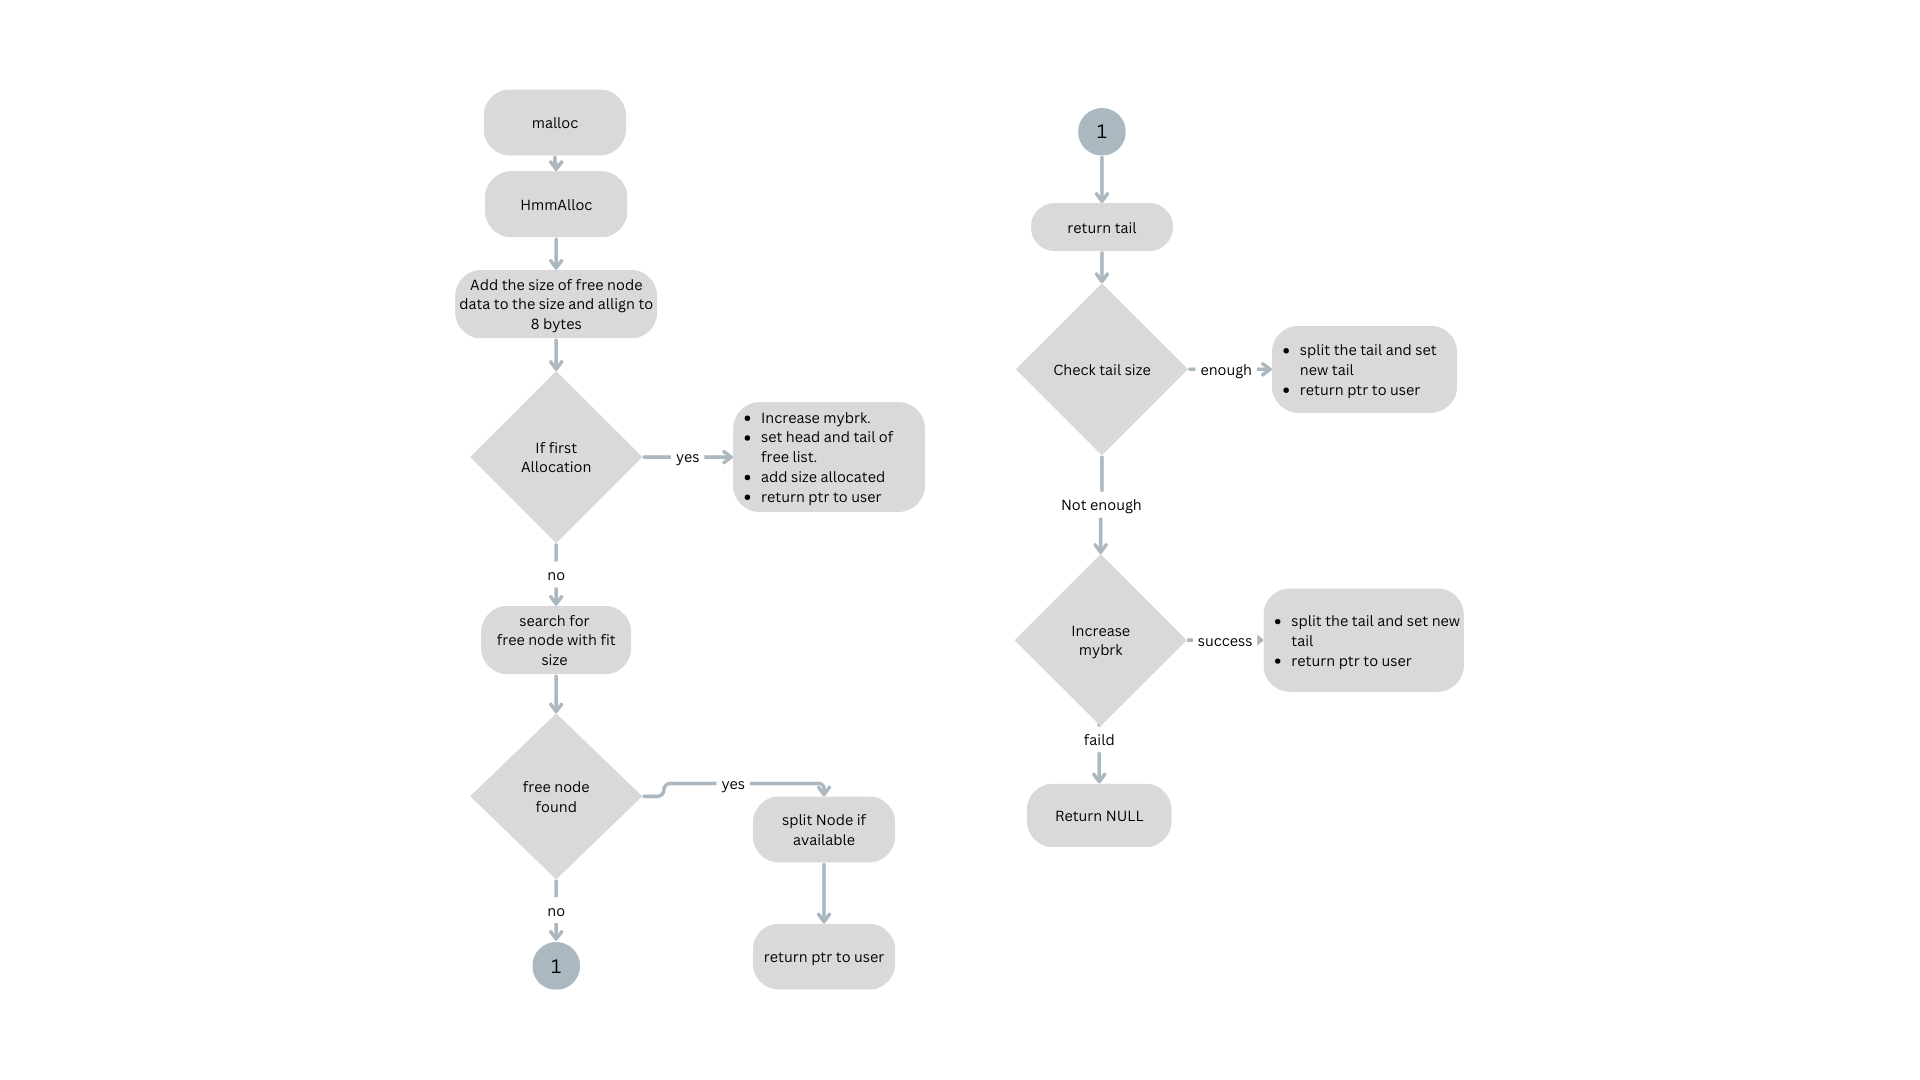 malloc
HmmAlloc
Add the size of free node
data to the size and allign to
8 bytes
If first
Allocation
yes
• Increase mybrk.
• set head and tail of
free list.
• add size allocated
• return ptr to user
no
search for
free node with fit
size
free node
found
yes
split Node if
available
return ptr to user
no
1
1
return tail
Check tail size
enough
• split the tail and set
new tail
• return ptr to user
Not enough
Increase
mybrk
success
• split the tail and set new
tail
• return ptr to user
faild
Return NULL